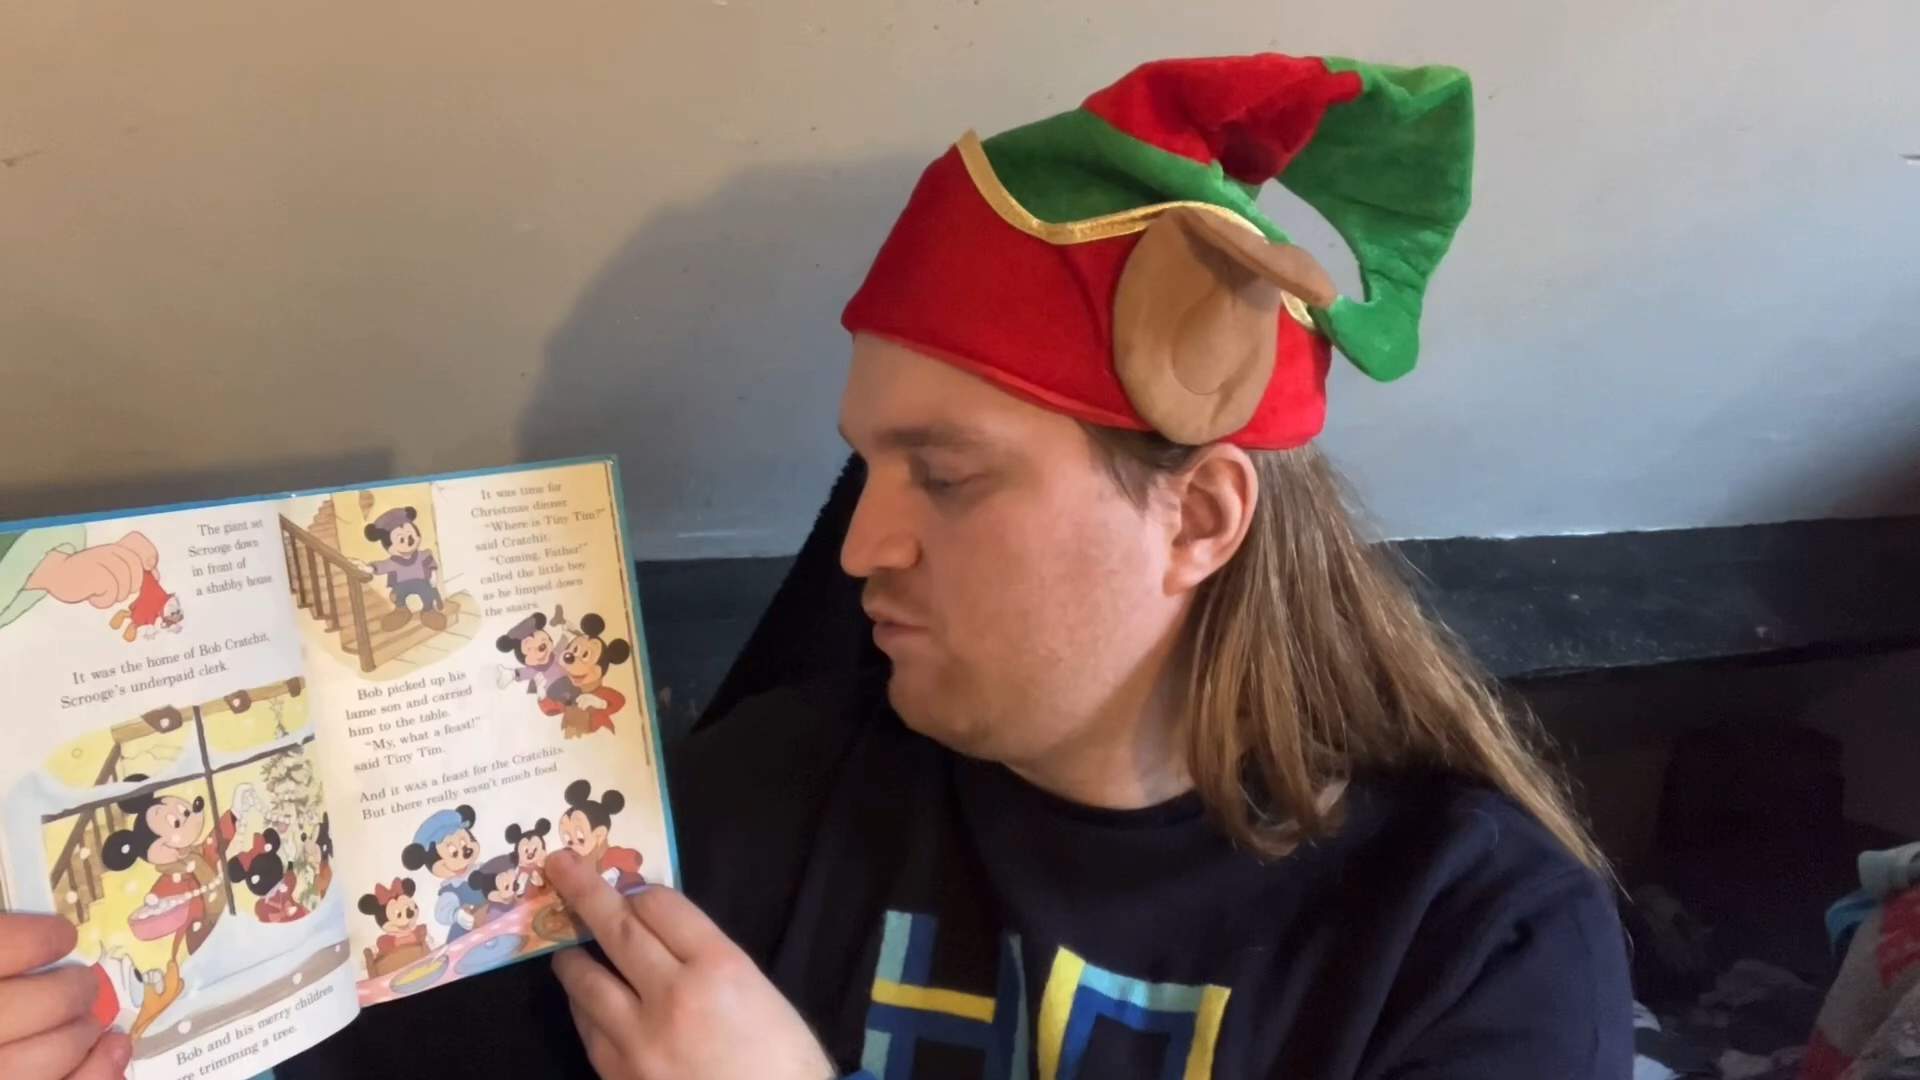 The giant set
Scrooge down
in front of
a shabby house.
It was the home of Bob Cratchit,
Scrooge's underpaid clerk.
Bob and his merry children
re trimming a tree.
It was time for
Christmas dinner.
"Where is Tiny Tim?"
said Cratchit.
"Coming, Father!"
called the little boy
as he limped down
the stairs.
Bob picked up his
lame son and carried
him to the table.
"My, what a feast!"
said Tiny Tim.
And it was a feast for the Cratchits.
But there really wasn't much food.
HO